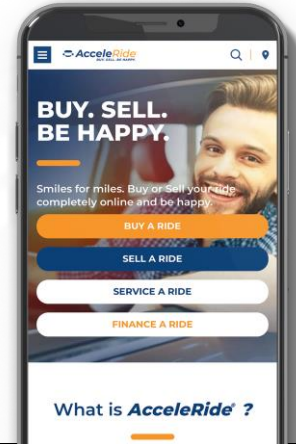 AcceleRide
BUY. SELL. BE HAPPY.
BUY. SELL.
BE HAPPY.
Smiles for miles. Buy or Sell your ride
completely online and be happy.
BUY A RIDE
SELL A RIDE
SERVICE A RIDE
FINANCE A RIDE
What is AcceleRide® ?